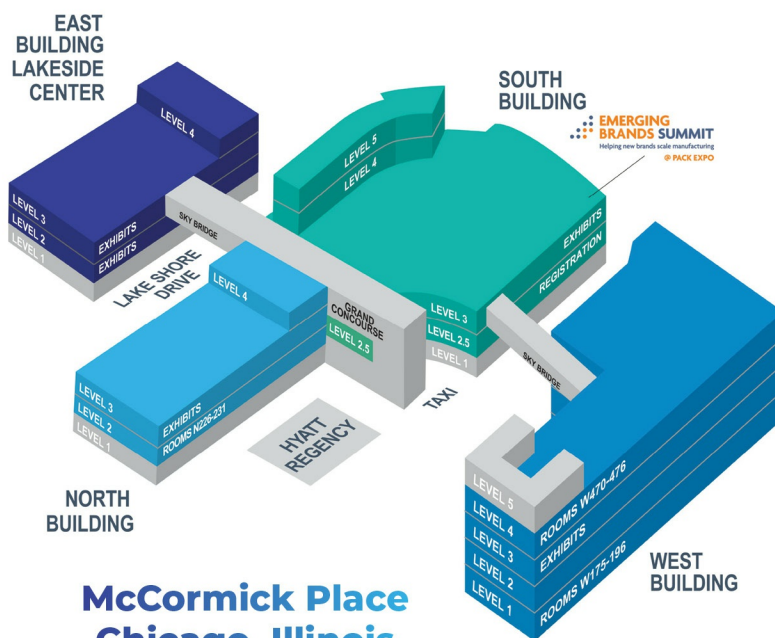 EAST
BUILDING
LAKESIDE
CENTER
LEVEL 4
LEVEL 3
LEVEL 2
LEVEL 1
EXHIBITS
EXHIBITS
SKY BRIDGE
LAKE SHORE
DRIVE
SOUTH
BUILDING
EMERGING
BRANDS SUMMIT
Helping new brands scale manufacturing
@ PACK EXPO
LEVEL 5
LEVEL 4
EXHIBITS
REGISTRATION
LEVEL 3
LEVEL 2.5
LEVEL 1
GRAND
CONCOURSE
LEVEL 2.5
TAXI
SKY BRIDGE
LEVEL 4
LEVEL 3
LEVEL 2
LEVEL 1
EXHIBITS
ROOMS N226-231
NORTH
BUILDING
HYATT
REGENCY
LEVEL 5
LEVEL 4
LEVEL 3
LEVEL 2
LEVEL 1
ROOMS W470-476
EXHIBITS
ROOMS W175-196
WEST
BUILDING
McCormick Place
Chicago, Illinois